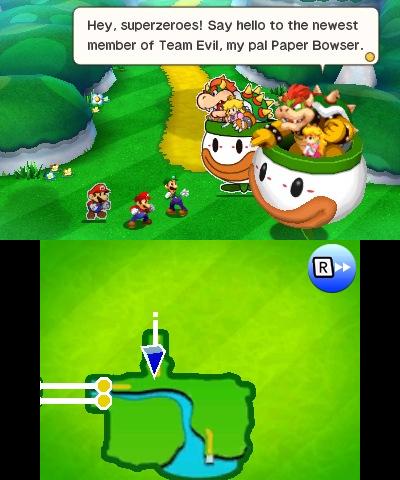 Hey, superzeroes! Say hello to the newest
member of Team Evil, my pal Paper Bowser.
R